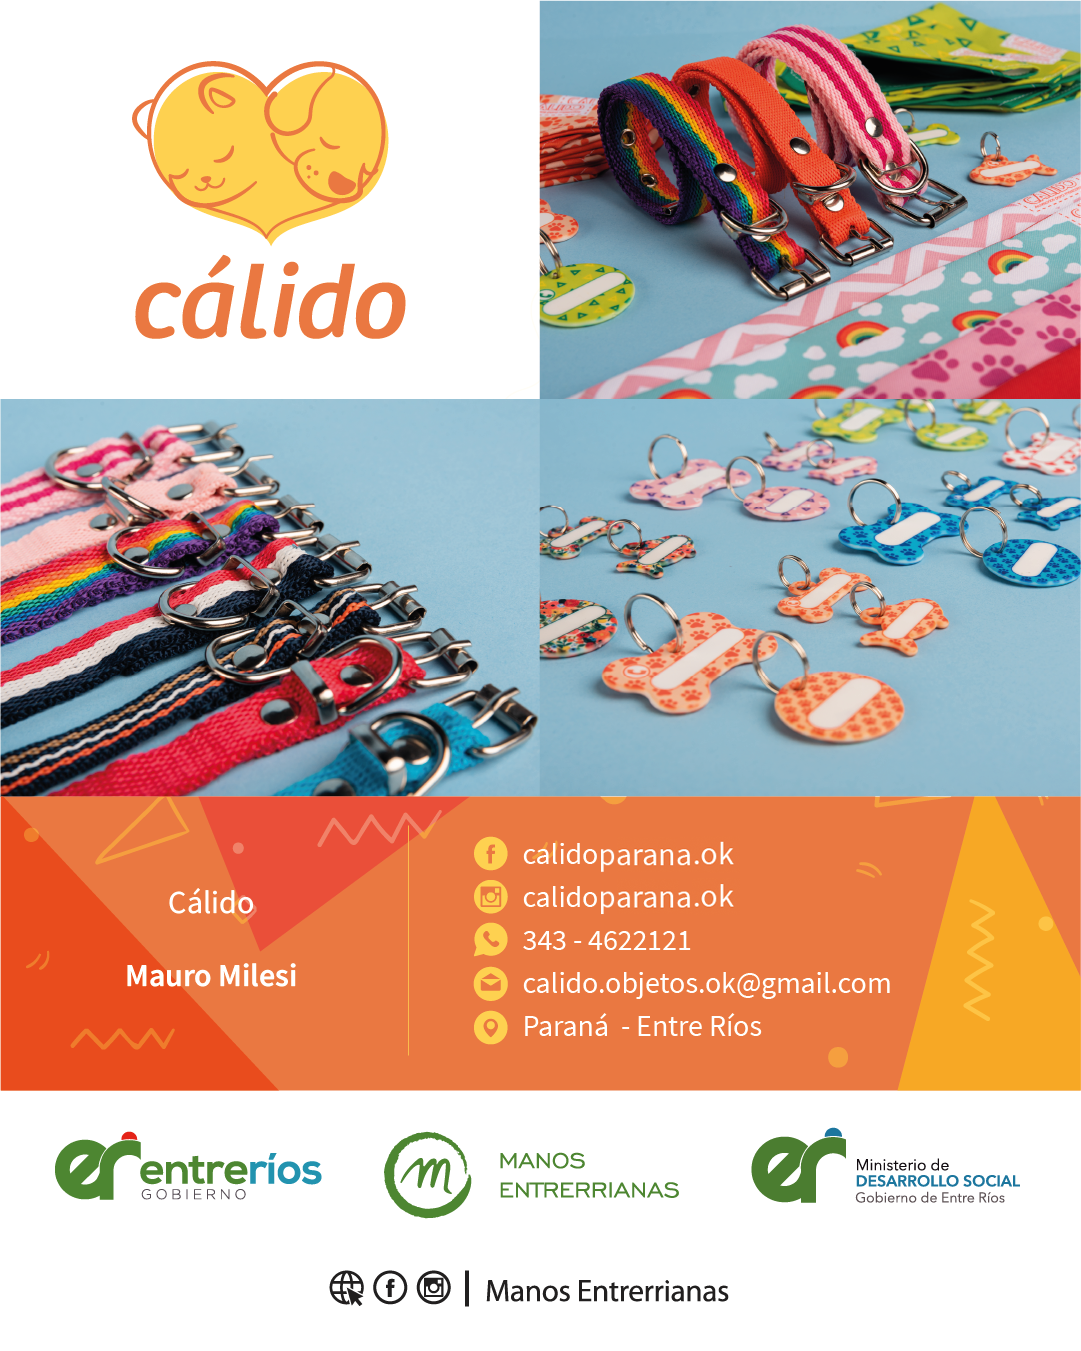 cálido
CALIDO
Cálido
Mauro Milesi
calidoparana.ok
calidoparana.ok
343 - 4622121
calido.objetos.ok@gmail.com
Paraná - Entre Ríos
entreríos
GOBIERNO
MANOS
ENTRERRIANAS
Ministerio de
DESARROLLO SOCIAL
Gobierno de Entre Ríos
Manos Entrerrianas